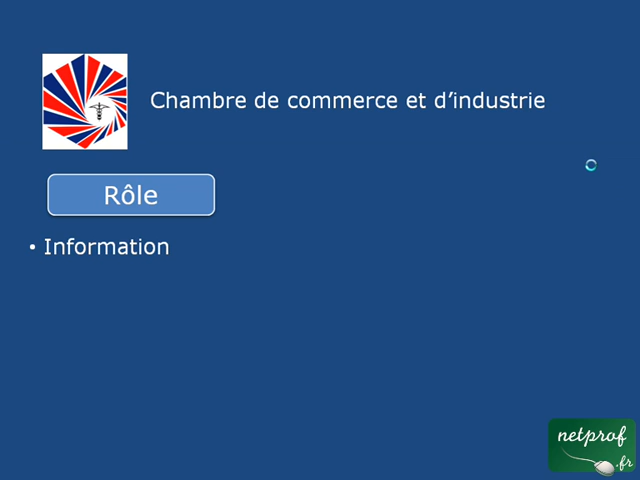 Chambre de commerce et d’industrie
Rôle
• Information
netprof
.fr